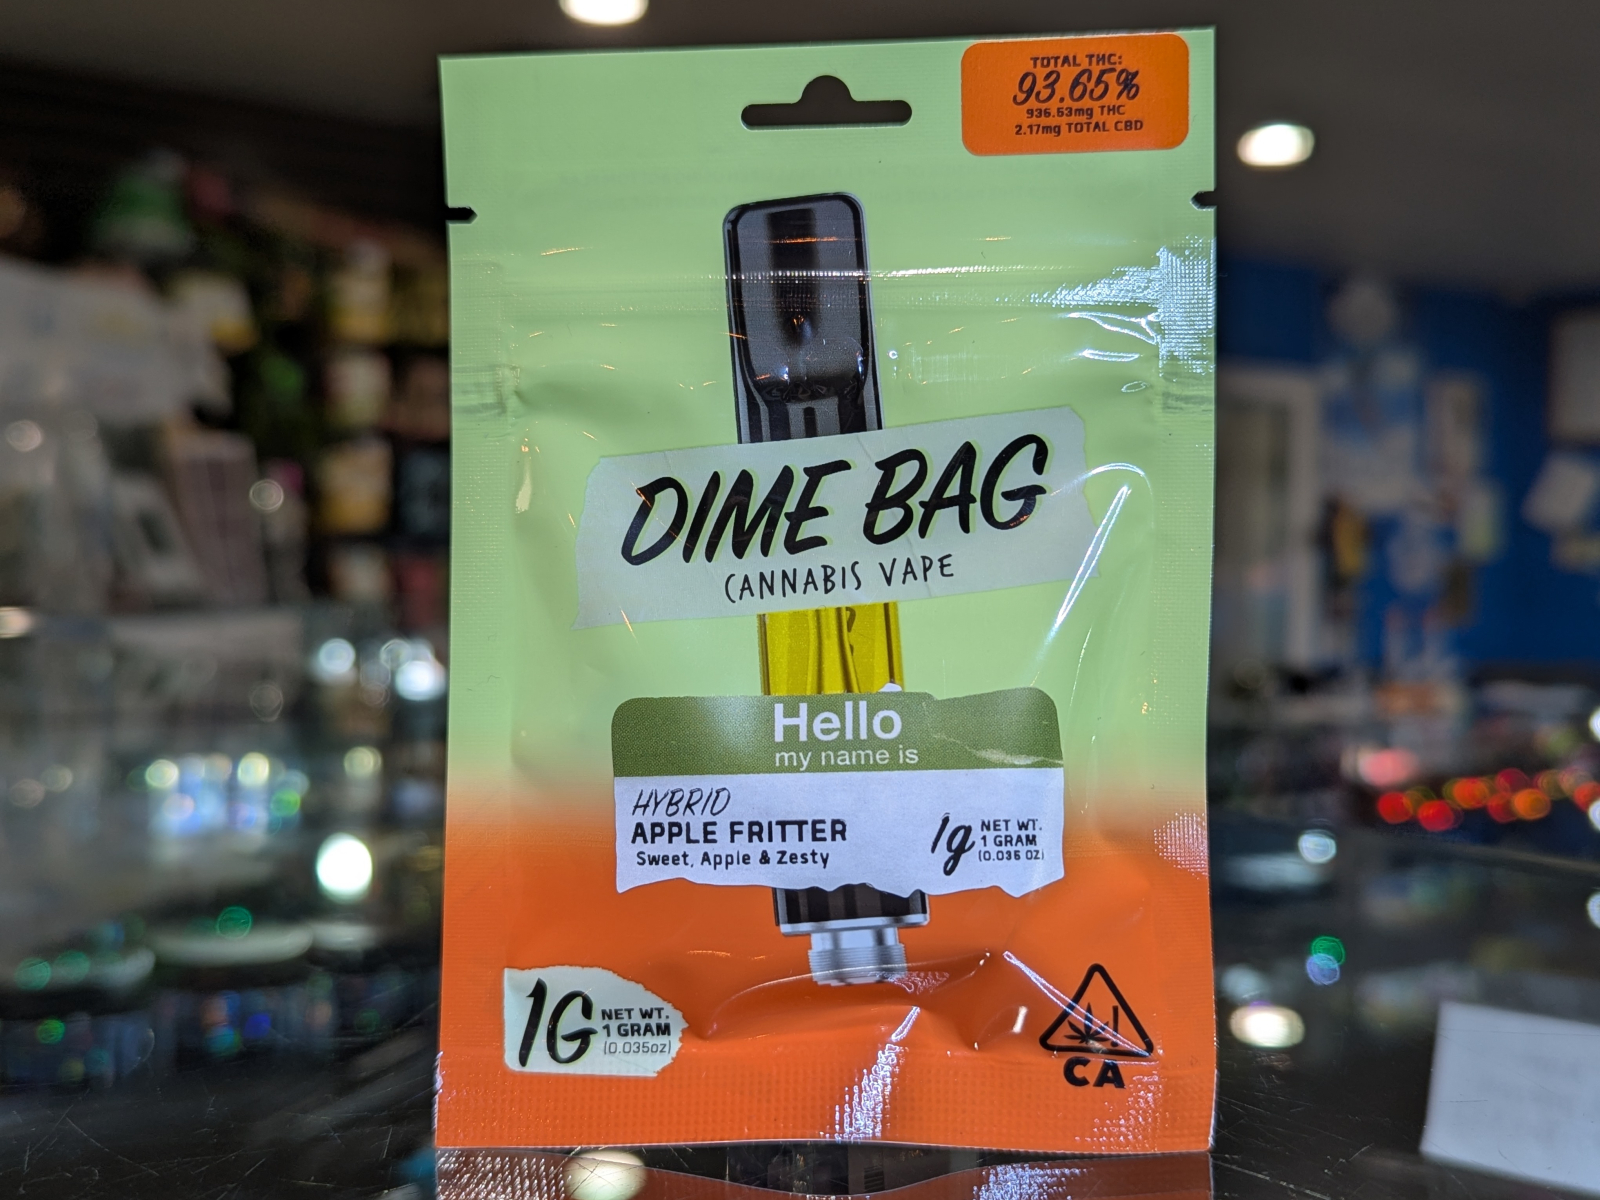 TOTAL THC:
93.65%
936.53mg THC
2.17mg TOTAL CBD
DIME BAG
CANNABIS VAPE
Hello
my name is
HYBRID
APPLE FRITTER
Sweet, Apple & Zesty
1g
NET WT.
1 GRAM
(0.035 OZ)
1G
NET WT.
1 GRAM
(0.035oz)
CA